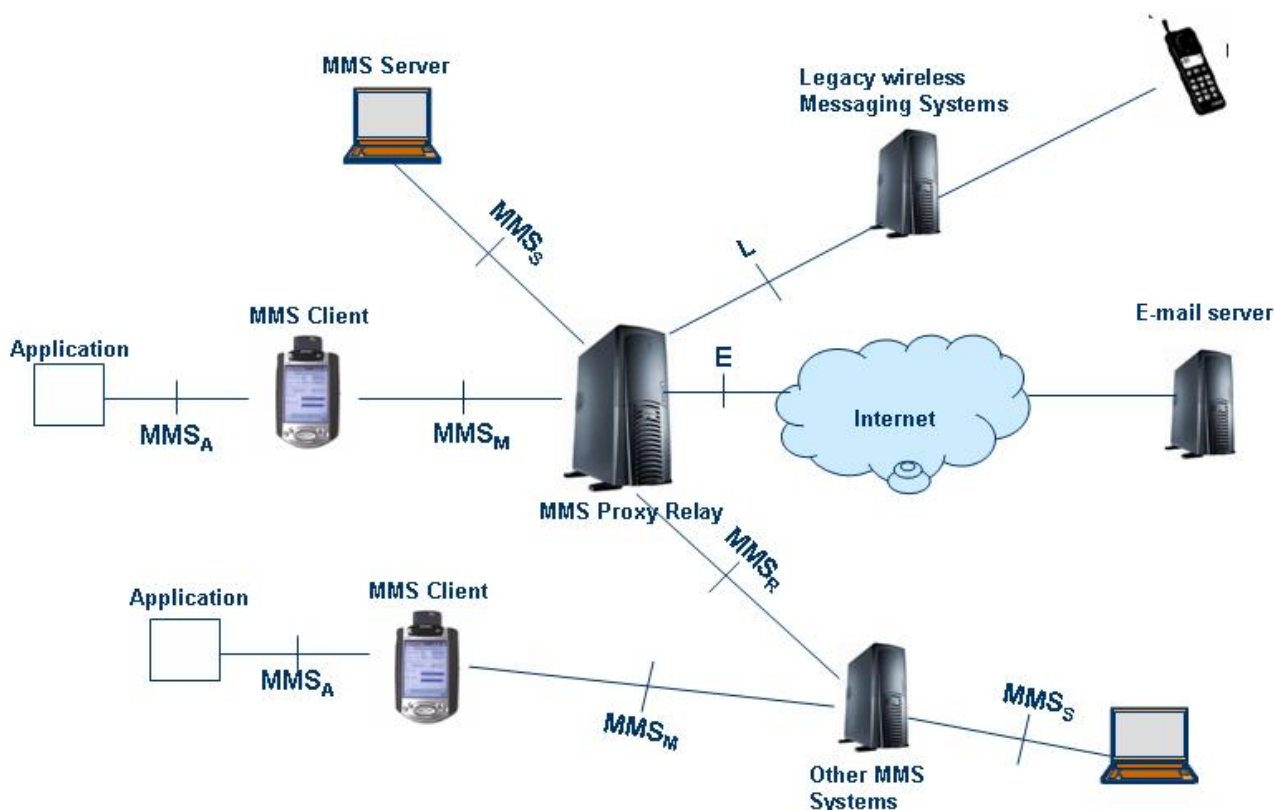 MMS Server
Legacy wireless
Messaging Systems
MMSS
L
MMS Client
E-mail server
Application
E
Internet
MMSA
MMSM
MMS Proxy Relay
MMSR
Application
MMS Client
MMSA
MMSM
MMSS
Other MMS
Systems